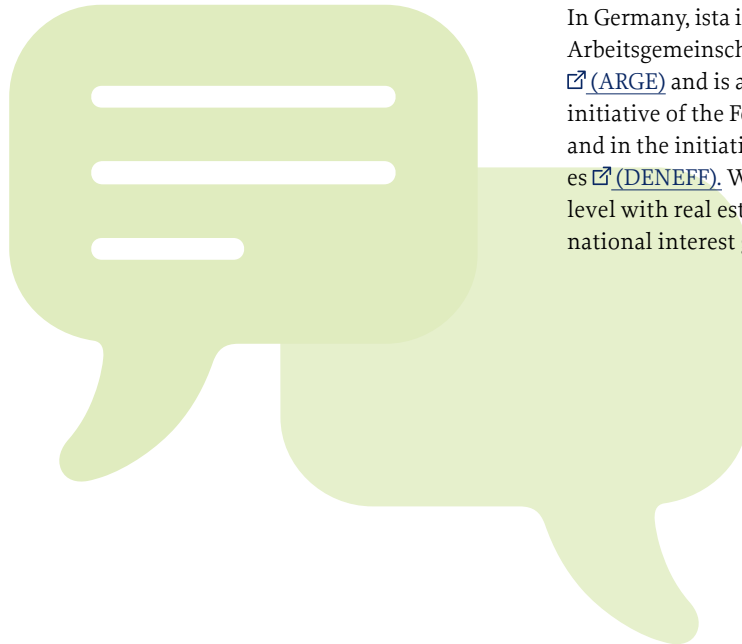 In Germany, ista i
Arbeitsgemeinsch
(ARGE) and is a
initiative of the F
and in the initiati
es (DENEFF). W
level with real est
national interest